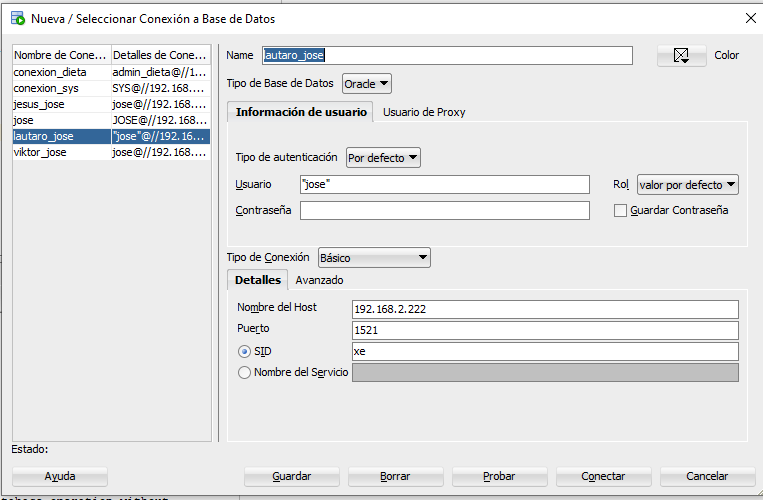 Nueva / Seleccionar Conexión a Base de Datos
Nombre de Cone... Detalles de Cone...
conexion_dieta admin_dieta@//1...
conexion_sys SYS@//192.168....
jesus_jose jose@//192.168....
jose JOSE@//192.168....
lautaro_jose "jose"@//192.16...
viktor_jose jose@//192.168....
Name lautaro_jose Color
Tipo de Base de Datos Oracle
Información de usuario Usuario de Proxy
Tipo de autenticación Por defecto
Usuario "jose" Rol valor por defecto
Contraseña Guardar Contraseña
Tipo de Conexión Básico
Detalles Avanzado
Nombre del Host 192.168.2.222
Puerto 1521
SID xe
Nombre del Servicio
Estado:
Ayuda Guardar Borrar Probar Conectar Cancelar